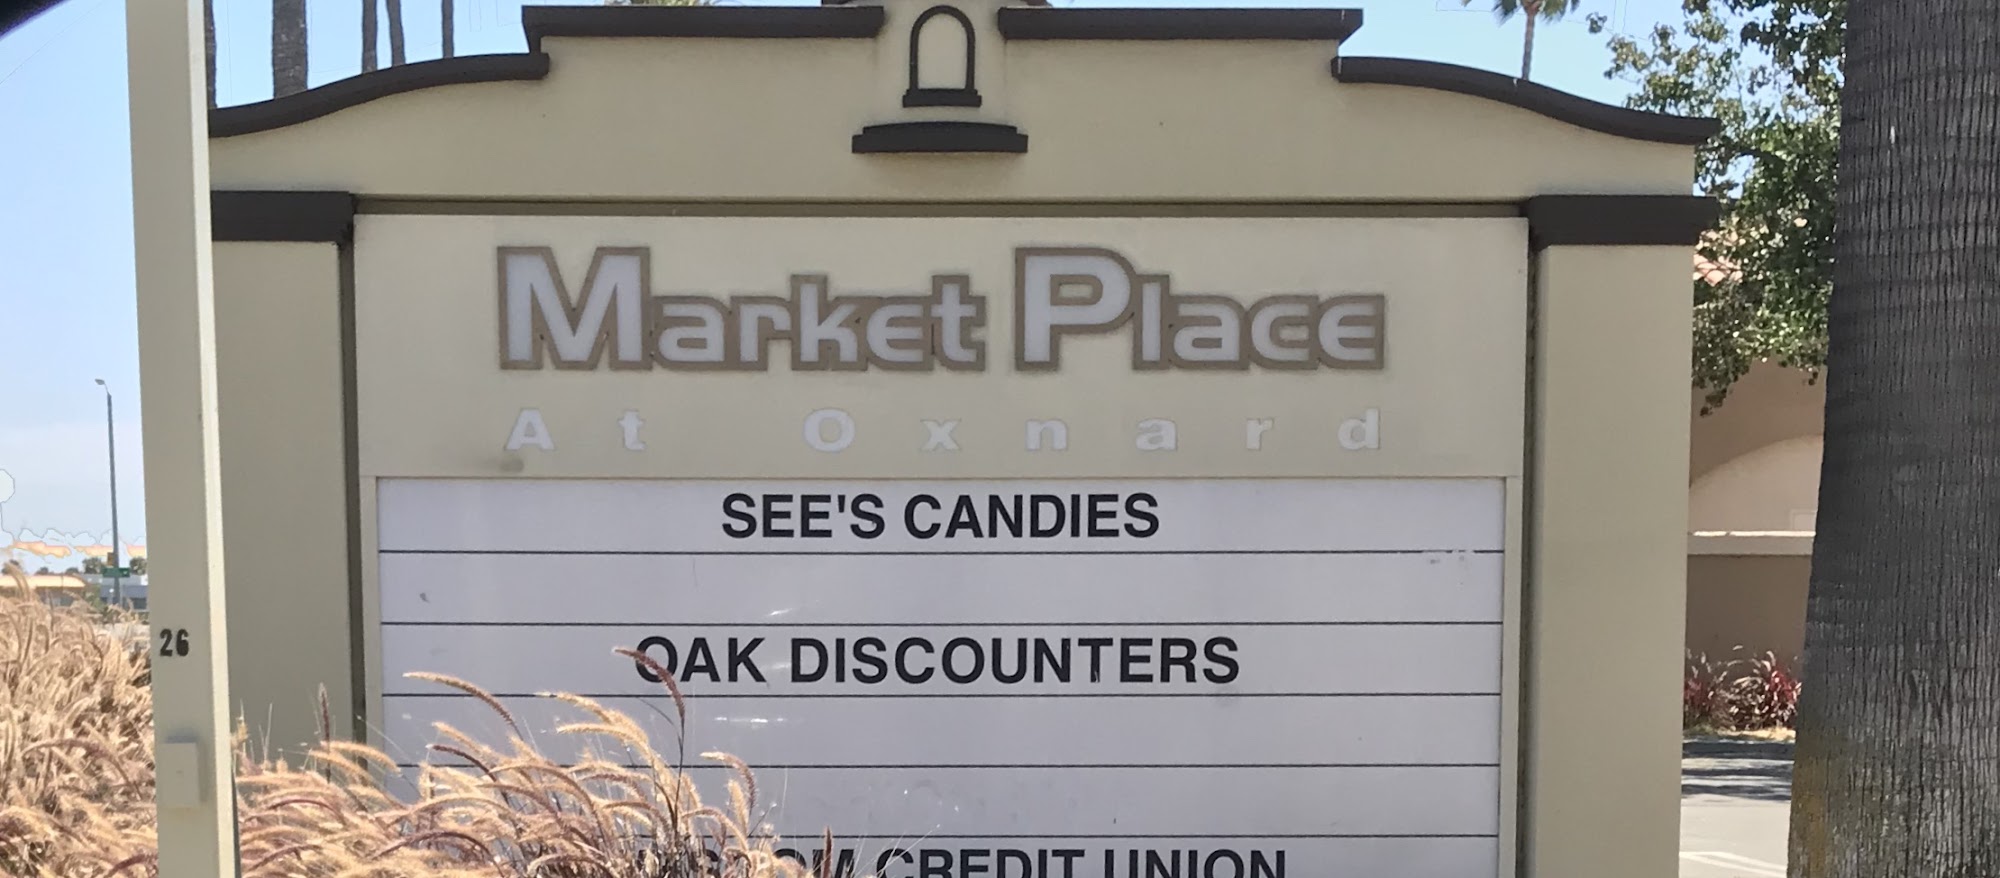 Market Place
At Oxnard
SEE'S CANDIES
OAK DISCOUNTERS
26
CREDIT UNION